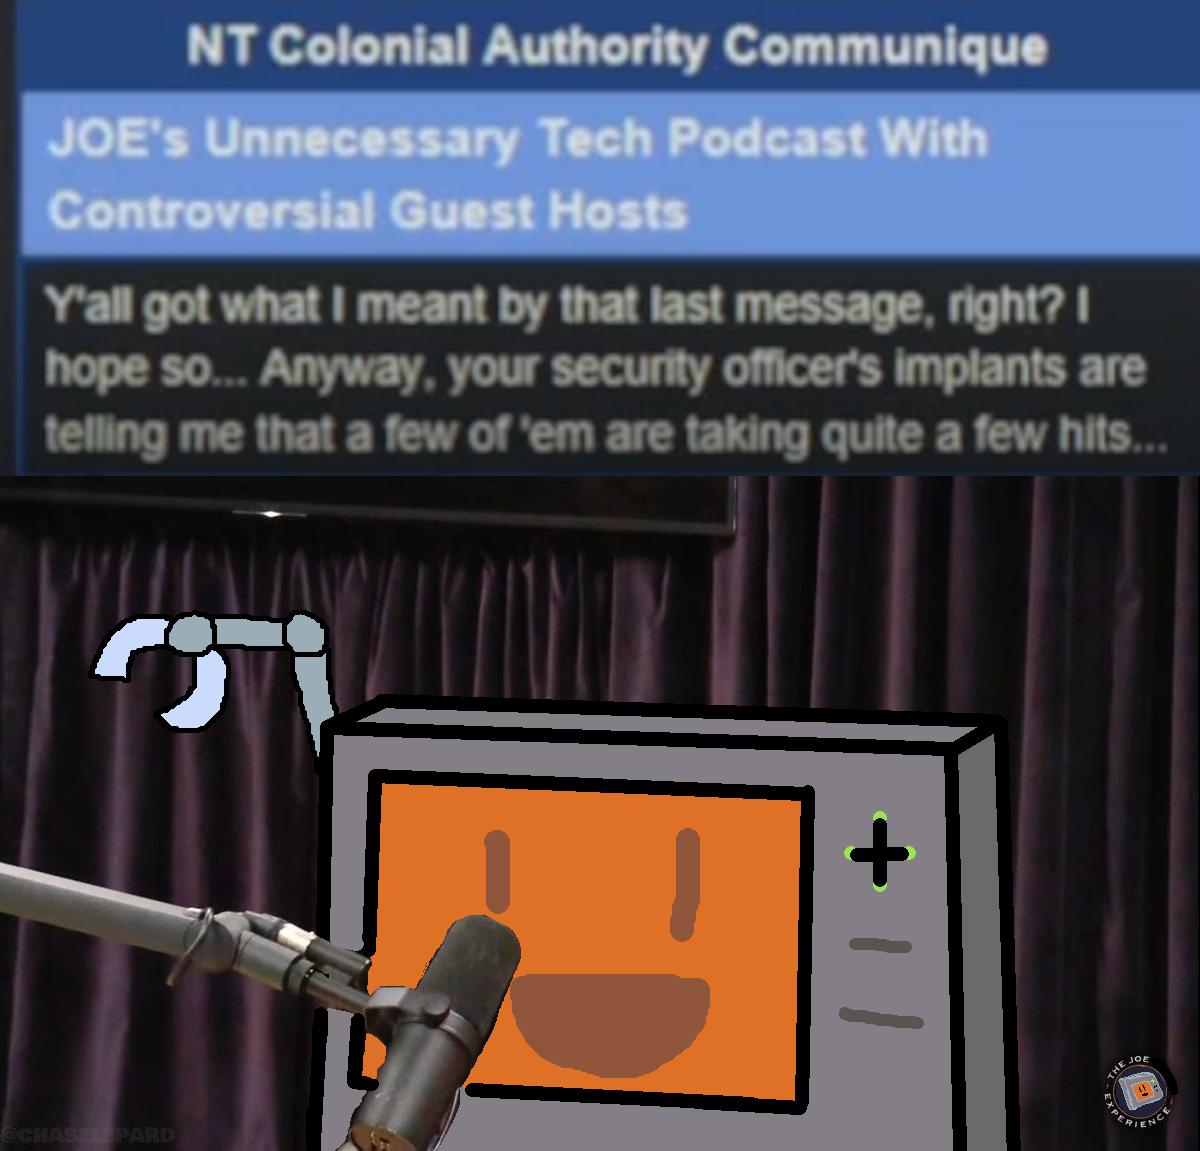 NT Colonial Authority Communique
JOE's Unnecessary Tech Podcast With
Controversial Guest Hosts
Y'all got what I meant by that last message, right? I
hope so... Anyway, your security officer's implants are
telling me that a few of 'em are taking quite a few hits...
THE JOE
EXPERIENCE
@CHASELEPARD